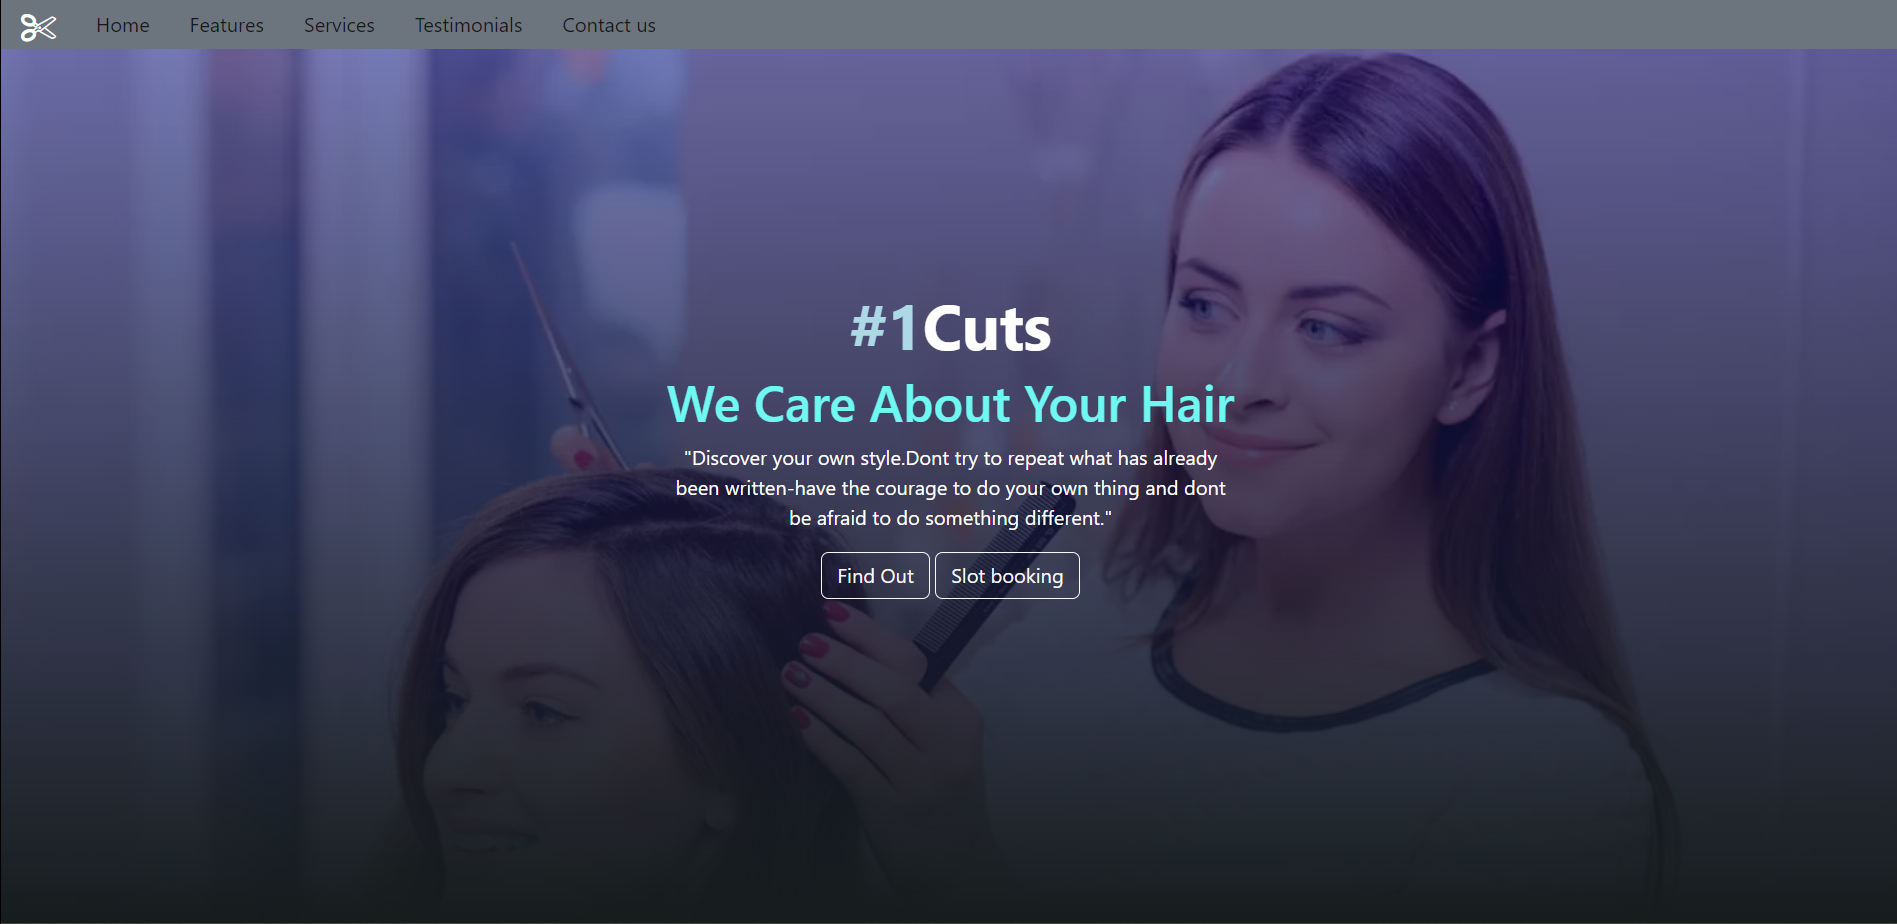 Home Features Services Testimonials Contact us
#1Cuts
We Care About Your Hair
"Discover your own style.Dont try to repeat what has already
been written-have the courage to do your own thing and dont
be afraid to do something different."
Find Out Slot booking